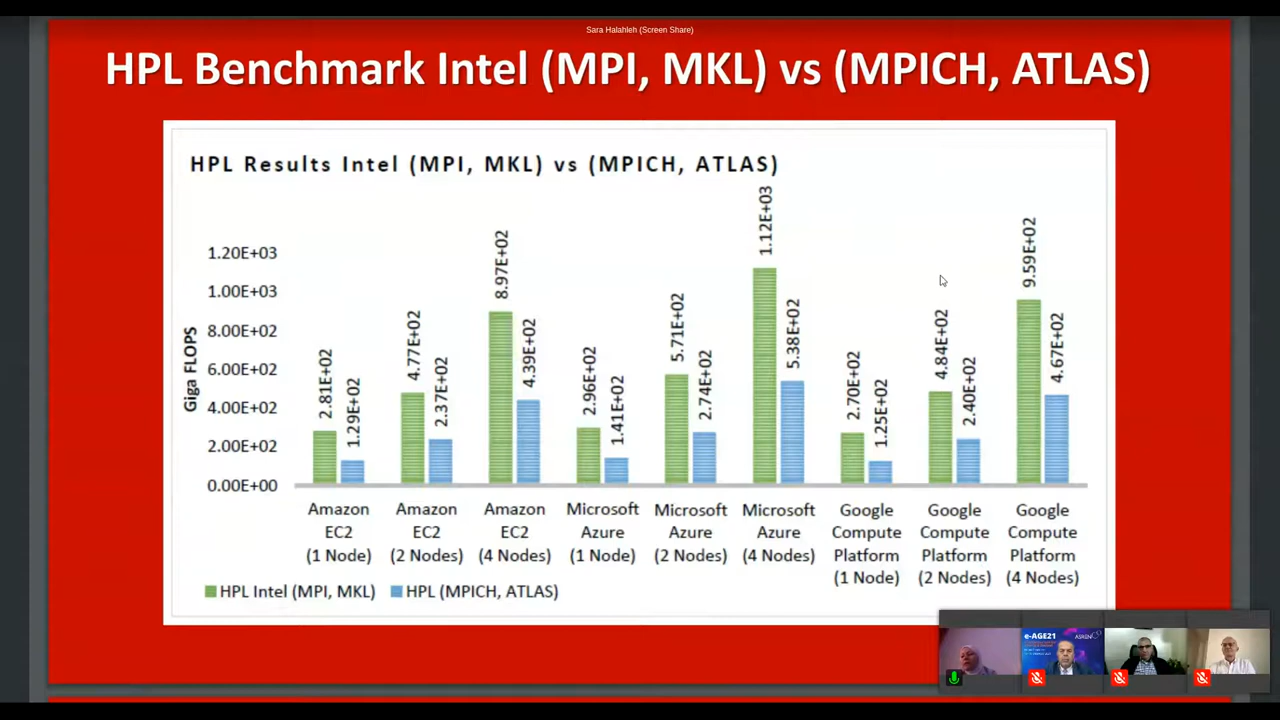 Sara Halahleh (Screen Share)
HPL Benchmark Intel (MPI, MKL) vs (MPICH, ATLAS)
HPL Results Intel (MPI, MKL) vs (MPICH, ATLAS)
Giga FLOPS
1.20E+03
1.00E+03
8.00E+02
6.00E+02
4.00E+02
2.00E+02
0.00E+00
2.81E+02
1.29E+02
4.77E+02
2.37E+02
8.97E+02
4.39E+02
2.96E+02
1.41E+02
5.71E+02
2.74E+02
1.12E+03
5.38E+02
2.70E+02
1.25E+02
4.84E+02
2.40E+02
9.59E+02
4.67E+02
Amazon
EC2
(1 Node)
Amazon
EC2
(2 Nodes)
Amazon
EC2
(4 Nodes)
Microsoft
Azure
(1 Node)
Microsoft
Azure
(2 Nodes)
Microsoft
Azure
(4 Nodes)
Google
Compute
Platform
(1 Node)
Google
Compute
Platform
(2 Nodes)
Google
Compute
Platform
(4 Nodes)
HPL Intel (MPI, MKL)
HPL (MPICH, ATLAS)
e-AGE21